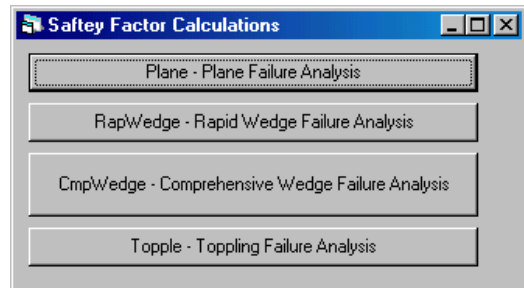 Saftey Factor Calculations
Plane - Plane Failure Analysis
RapWedge - Rapid Wedge Failure Analysis
CmpWedge - Comprehensive Wedge Failure Analysis
Topple - Toppling Failure Analysis